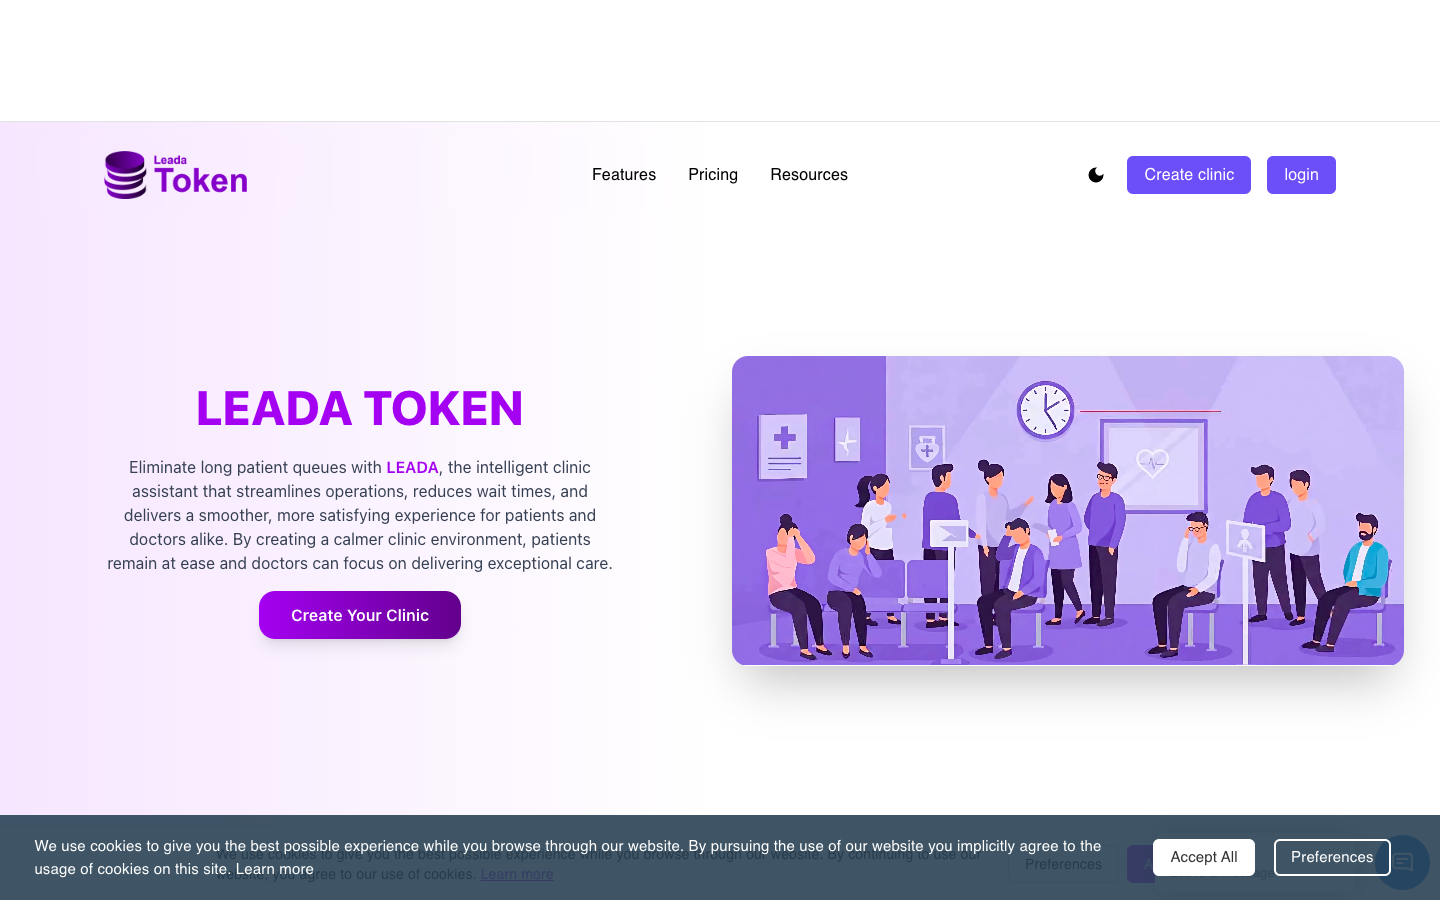 Leada
Token
Features
Pricing
Resources
Create clinic
login
LEADA TOKEN
Eliminate long patient queues with LEADA, the intelligent clinic
assistant that streamlines operations, reduces wait times, and
delivers a smoother, more satisfying experience for patients and
doctors alike. By creating a calmer clinic environment, patients
remain at ease and doctors can focus on delivering exceptional care.
Create Your Clinic
We use cookies to give you the best possible experience while you browse through our website. By pursuing the use of our website you implicitly agree to the
usage of cookies on this site. Learn more
Accept All
Preferences
We use cookies to give you the best possible experience while you browse through our website. By continuing to use our
website, you agree to our use of cookies. Learn more
Preferences